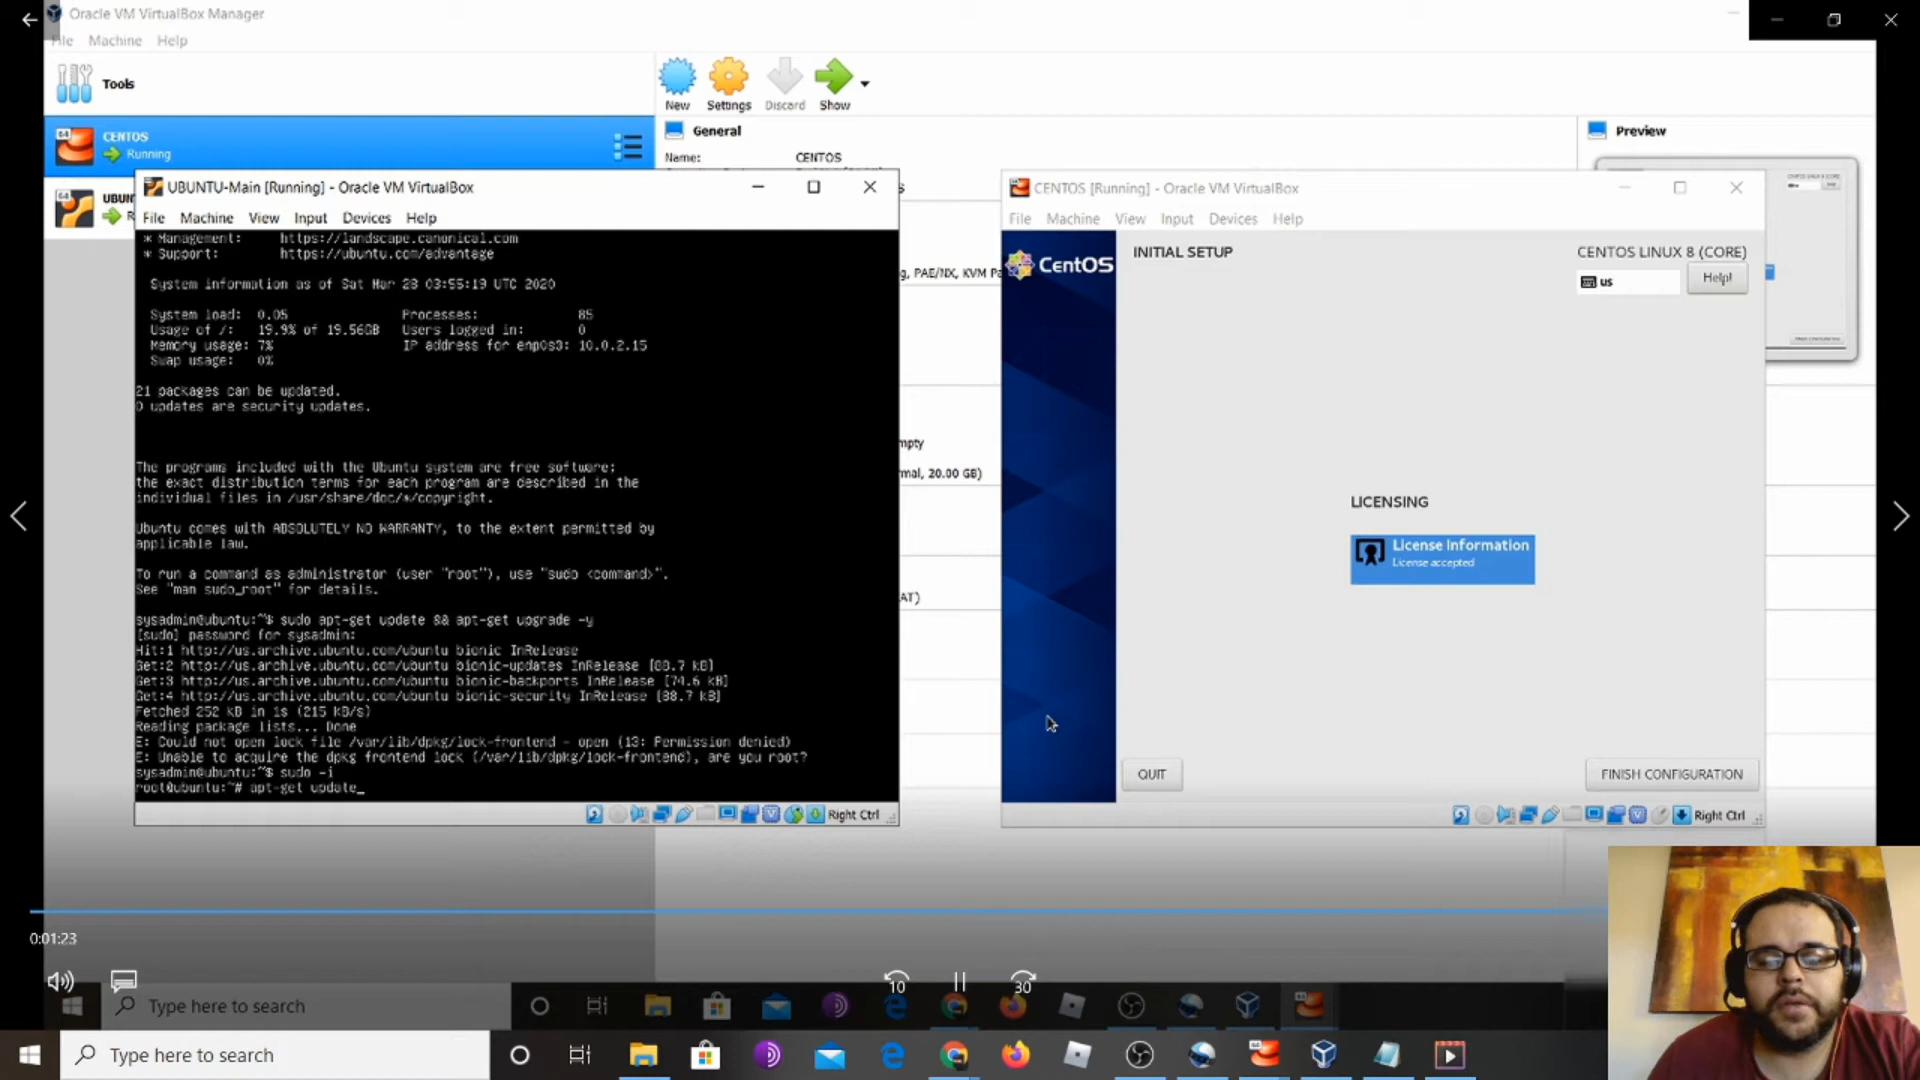 Oracle VM VirtualBox Manager
File Machine Help
Tools
New Settings Discard Show
CENTOS
Running
General
Name: CENTOS
Preview
UBUNTU-Main [Running] - Oracle VM VirtualBox
File Machine View Input Devices Help
* Management: https://landscape.canonical.com
* Support: https://ubuntu.com/advantage
System information as of Sat Mar 28 03:55:19 UTC 2020
System load: 0.05 Processes: 85
Usage of /: 19.9% of 19.56GB Users logged in: 0
Memory usage: 7% IP address for enp0s3: 10.0.2.15
Swap usage: 0%
21 packages can be updated.
0 updates are security updates.
The programs included with the Ubuntu system are free software:
the exact distribution terms for each program are described in the
individual files in /usr/share/doc/*/copyright.
Ubuntu comes with ABSOLUTELY NO WARRANTY, to the extent permitted by
applicable law.
To run a command as administrator (user "root"), use "sudo <command>".
See "man sudo_root" for details.
sysadmin@ubuntu:~$ sudo apt-get update && apt-get upgrade -y
[sudo] password for sysadmin:
Hit:1 http://us.archive.ubuntu.com/ubuntu bionic InRelease
Get:2 http://us.archive.ubuntu.com/ubuntu bionic-updates InRelease [88.7 kB]
Get:3 http://us.archive.ubuntu.com/ubuntu bionic-backports InRelease [74.6 kB]
Get:4 http://us.archive.ubuntu.com/ubuntu bionic-security InRelease [88.7 kB]
Fetched 252 kB in 1s (215 kB/s)
Reading package lists... Done
E: Could not open lock file /var/lib/dpkg/lock-frontend - open (13: Permission denied)
E: Unable to acquire the dpkg frontend lock (/var/lib/dpkg/lock-frontend), are you root?
sysadmin@ubuntu:~$ sudo -i
root@ubuntu:~# apt-get update_
Right Ctrl
g, PAE/NX, KVM Pa
mpty
mal, 20.00 GB)
AT)
CENTOS [Running] - Oracle VM VirtualBox
File Machine View Input Devices Help
CentOS
INITIAL SETUP
CENTOS LINUX 8 (CORE)
us
Help!
LICENSING
License Information
License accepted
QUIT
FINISH CONFIGURATION
Right Ctrl
0:01:23
10
30
Type here to search
Type here to search